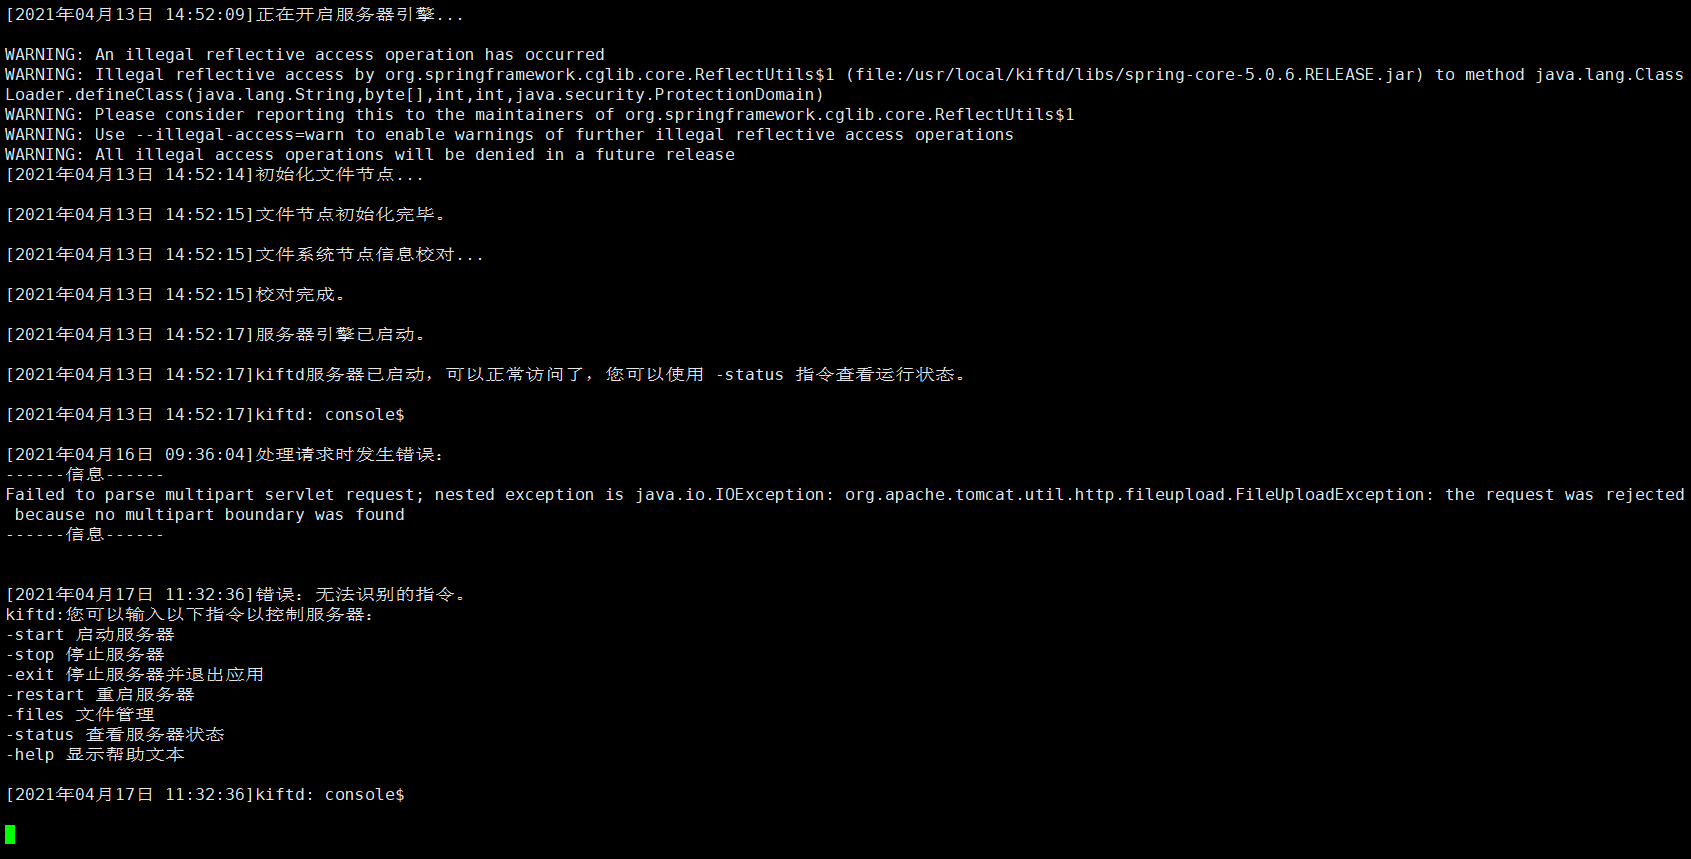 [2021年04月13日 14:52:09]正在开启服务器引擎...
WARNING: An illegal reflective access operation has occurred
WARNING: Illegal reflective access by org.springframework.cglib.core.ReflectUtils$1 (file:/usr/local/kiftd/libs/spring-core-5.0.6.RELEASE.jar) to method java.lang.Class
Loader.defineClass(java.lang.String,byte[],int,int,java.security.ProtectionDomain)
WARNING: Please consider reporting this to the maintainers of org.springframework.cglib.core.ReflectUtils$1
WARNING: Use --illegal-access=warn to enable warnings of further illegal reflective access operations
WARNING: All illegal access operations will be denied in a future release
[2021年04月13日 14:52:14]初始化文件节点...
[2021年04月13日 14:52:15]文件节点初始化完毕。
[2021年04月13日 14:52:15]文件系统节点信息校对...
[2021年04月13日 14:52:15]校对完成。
[2021年04月13日 14:52:17]服务器引擎已启动。
[2021年04月13日 14:52:17]kiftd服务器已启动，可以正常访问了，您可以使用 -status 指令查看运行状态。
[2021年04月13日 14:52:17]kiftd: console$
[2021年04月16日 09:36:04]处理请求时发生错误：
------信息------
Failed to parse multipart servlet request; nested exception is java.io.IOException: org.apache.tomcat.util.http.fileupload.FileUploadException: the request was rejected
because no multipart boundary was found
------信息------
[2021年04月17日 11:32:36]错误：无法识别的指令。
kiftd:您可以输入以下指令以控制服务器：
-start 启动服务器
-stop 停止服务器
-exit 停止服务器并退出应用
-restart 重启服务器
-files 文件管理
-status 查看服务器状态
-help 显示帮助文本
[2021年04月17日 11:32:36]kiftd: console$